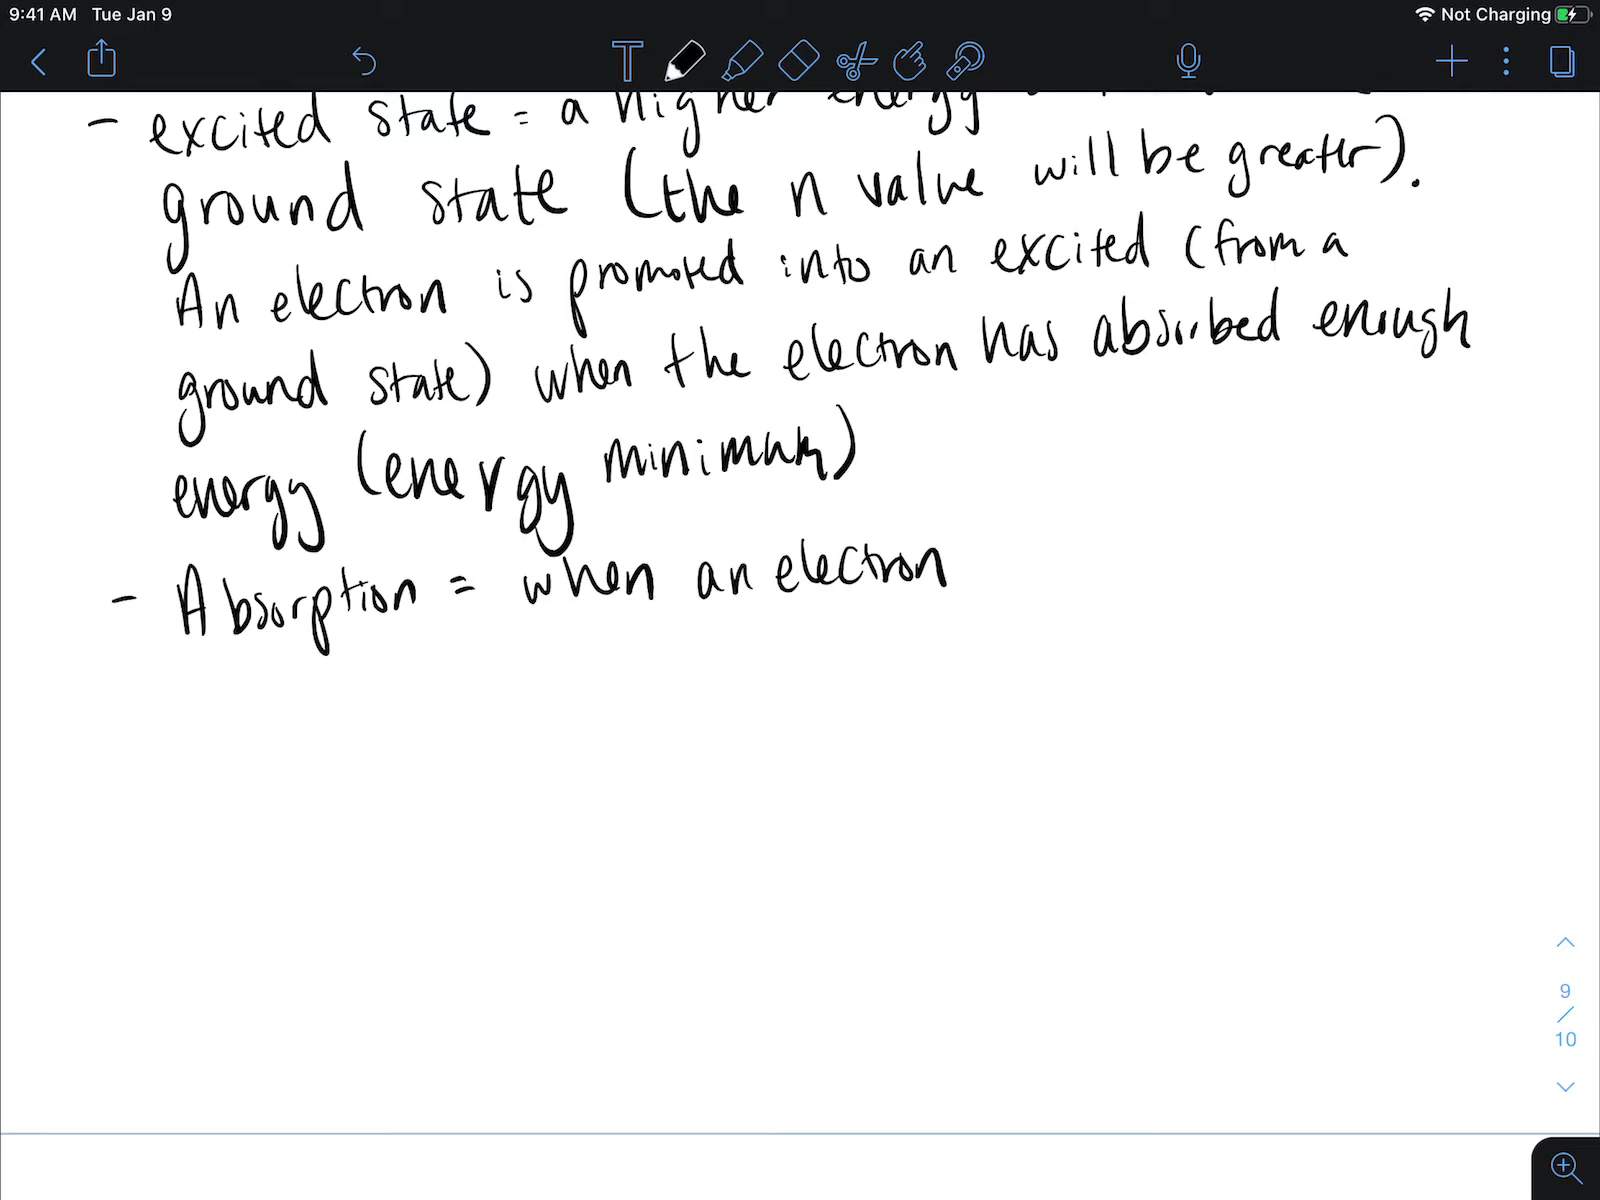 9:41 AM Tue Jan 9
Not Charging
T
- excited state = a higher energy
ground state (the n value will be greater).
An electron is promoted into an excited (from a
ground state) when the electron has absorbed enough
energy (energy minimum)
- Absorption = when an electron
9
/
10